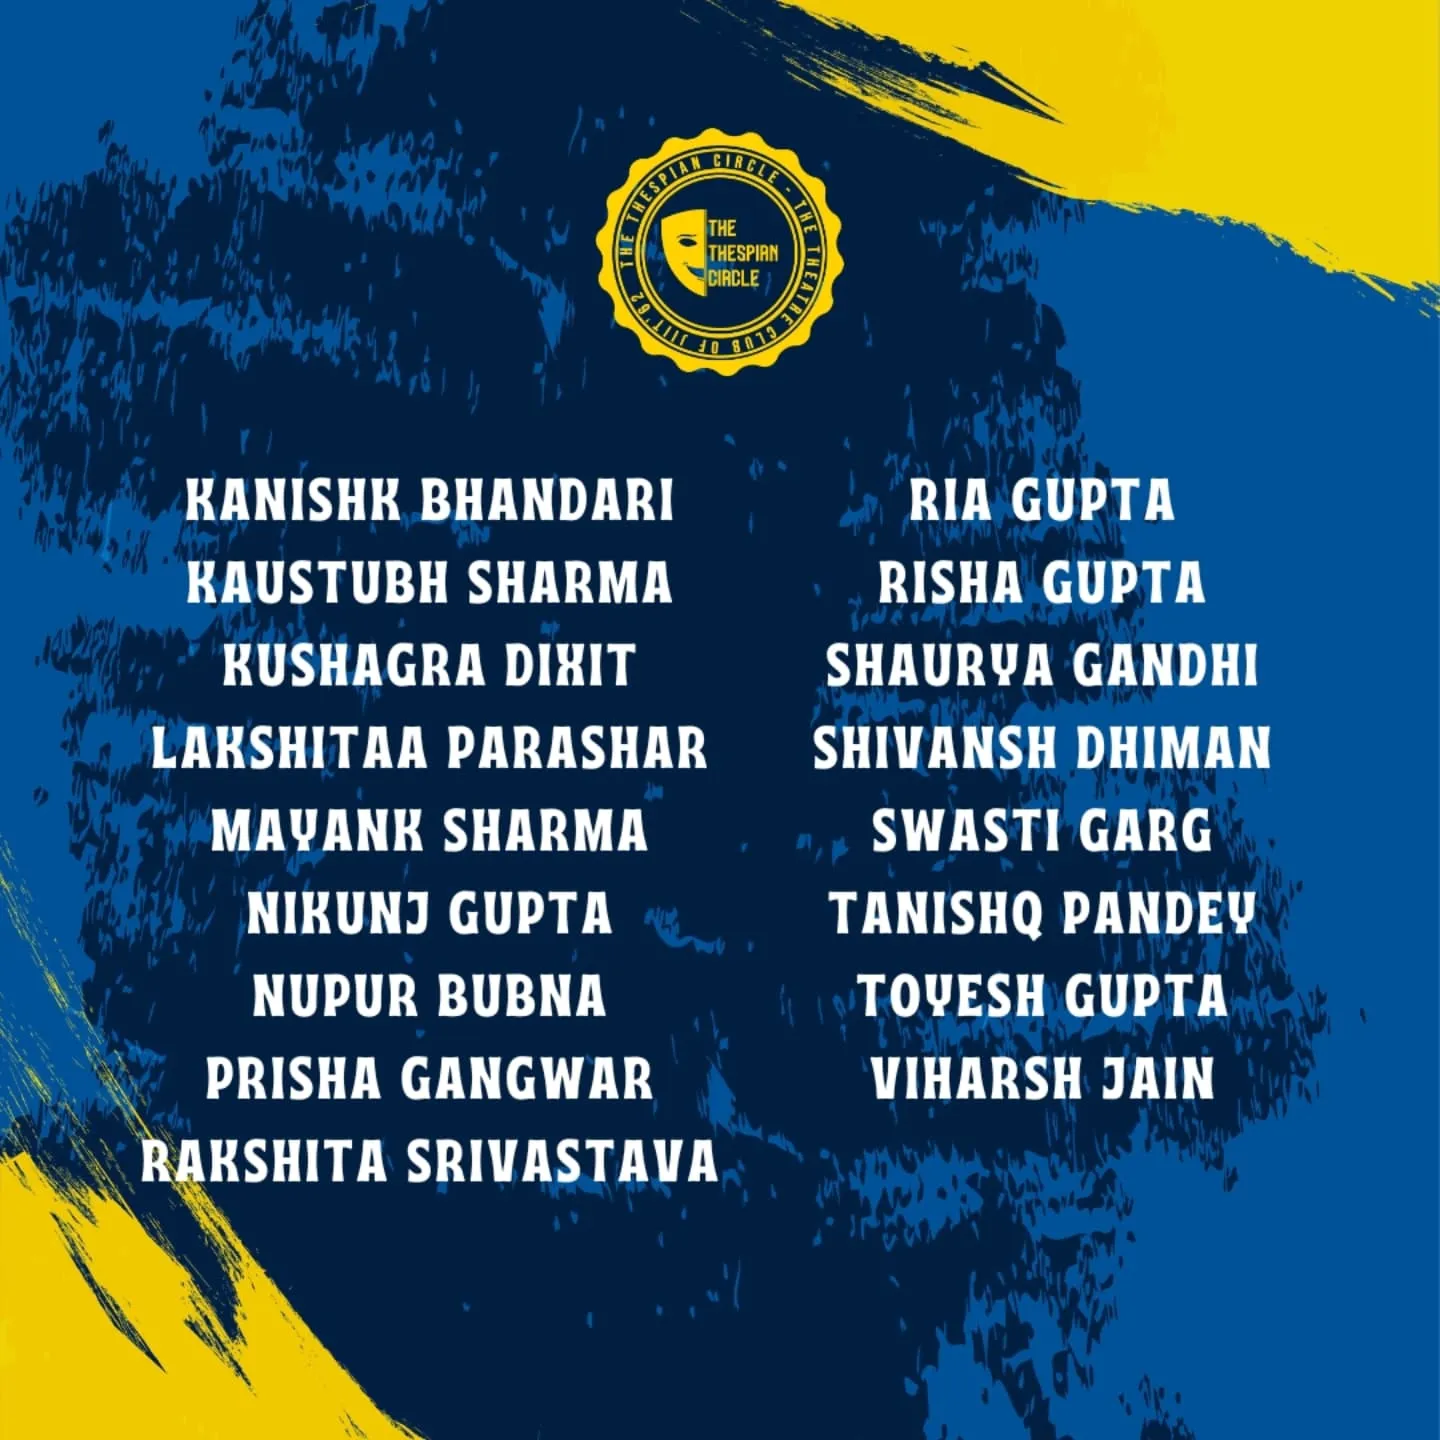 THE THESPIAN CIRCLE - THE THEATRE CLUB OF JIIT'62
THE
THESPIAN
CIRCLE
KANISHK BHANDARI
KAUSTUBH SHARMA
KUSHAGRA DIXIT
LAKSHITAA PARASHAR
MAYANK SHARMA
NIKUNJ GUPTA
NUPUR BUBNA
PRISHA GANGWAR
RAKSHITA SRIVASTAVA
RIA GUPTA
RISHA GUPTA
SHAURYA GANDHI
SHIVANSH DHIMAN
SWASTI GARG
TANISHQ PANDEY
TOYESH GUPTA
VIHARSH JAIN